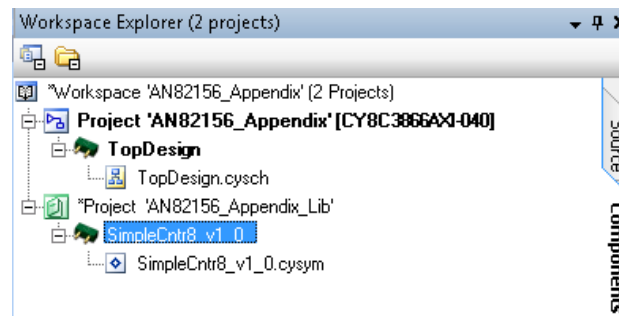 Workspace Explorer (2 projects)
"Workspace 'AN82156_Appendix' (2 Projects)
Project 'AN82156_Appendix' [CY8C3866AXI-040]
TopDesign
TopDesign.cysch
"Project 'AN82156_Appendix_Lib'
SimpleCntr8_v1_0
SimpleCntr8_v1_0.cysym
Source
Components